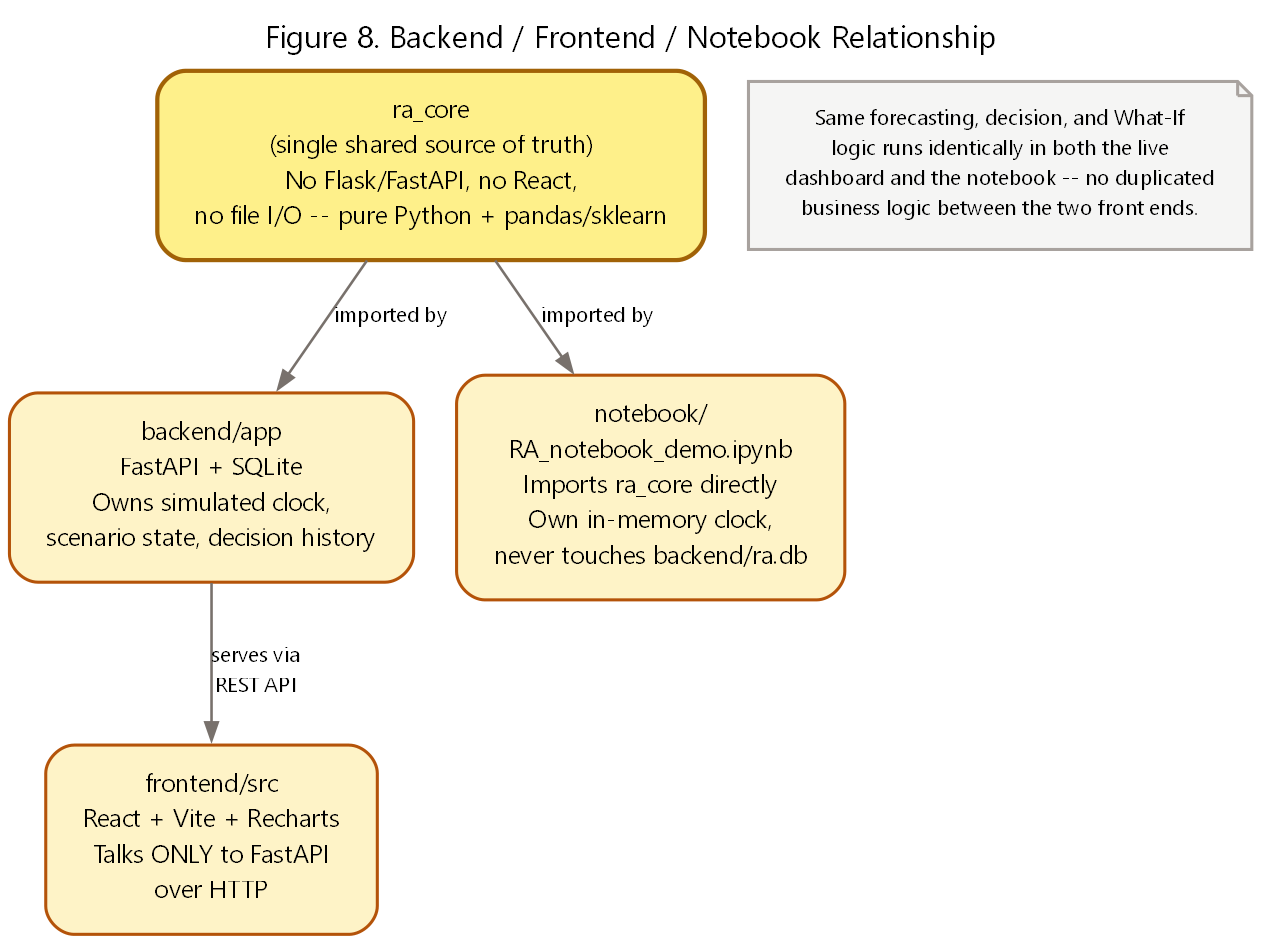 Figure 8. Backend / Frontend / Notebook Relationship
ra_core
(single shared source of truth)
No Flask/FastAPI, no React,
no file I/O -- pure Python + pandas/sklearn
Same forecasting, decision, and What-If
logic runs identically in both the live
dashboard and the notebook -- no duplicated
business logic between the two front ends.
imported by
imported by
backend/app
FastAPI + SQLite
Owns simulated clock,
scenario state, decision history
notebook/
RA_notebook_demo.ipynb
Imports ra_core directly
Own in-memory clock,
never touches backend/ra.db
serves via
REST API
frontend/src
React + Vite + Recharts
Talks ONLY to FastAPI
over HTTP